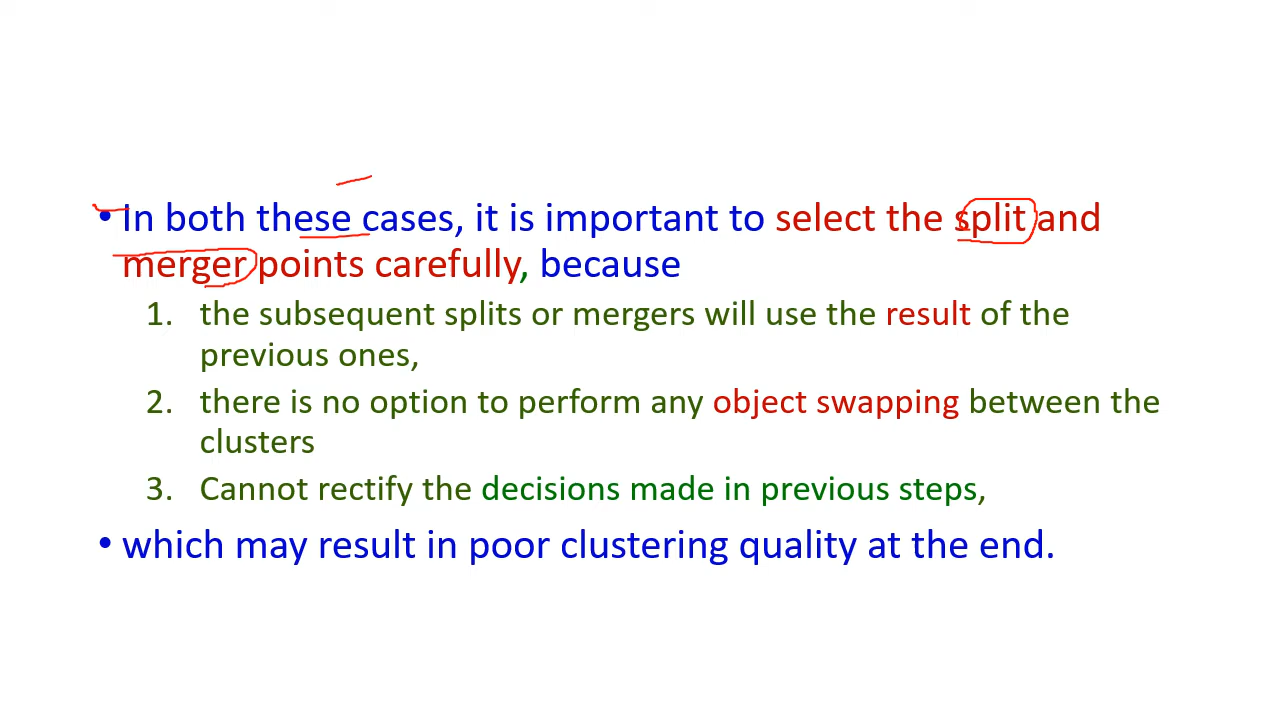 • In both these cases, it is important to select the split and
merger points carefully, because
1. the subsequent splits or mergers will use the result of the
previous ones,
2. there is no option to perform any object swapping between the
clusters
3. Cannot rectify the decisions made in previous steps,
• which may result in poor clustering quality at the end.